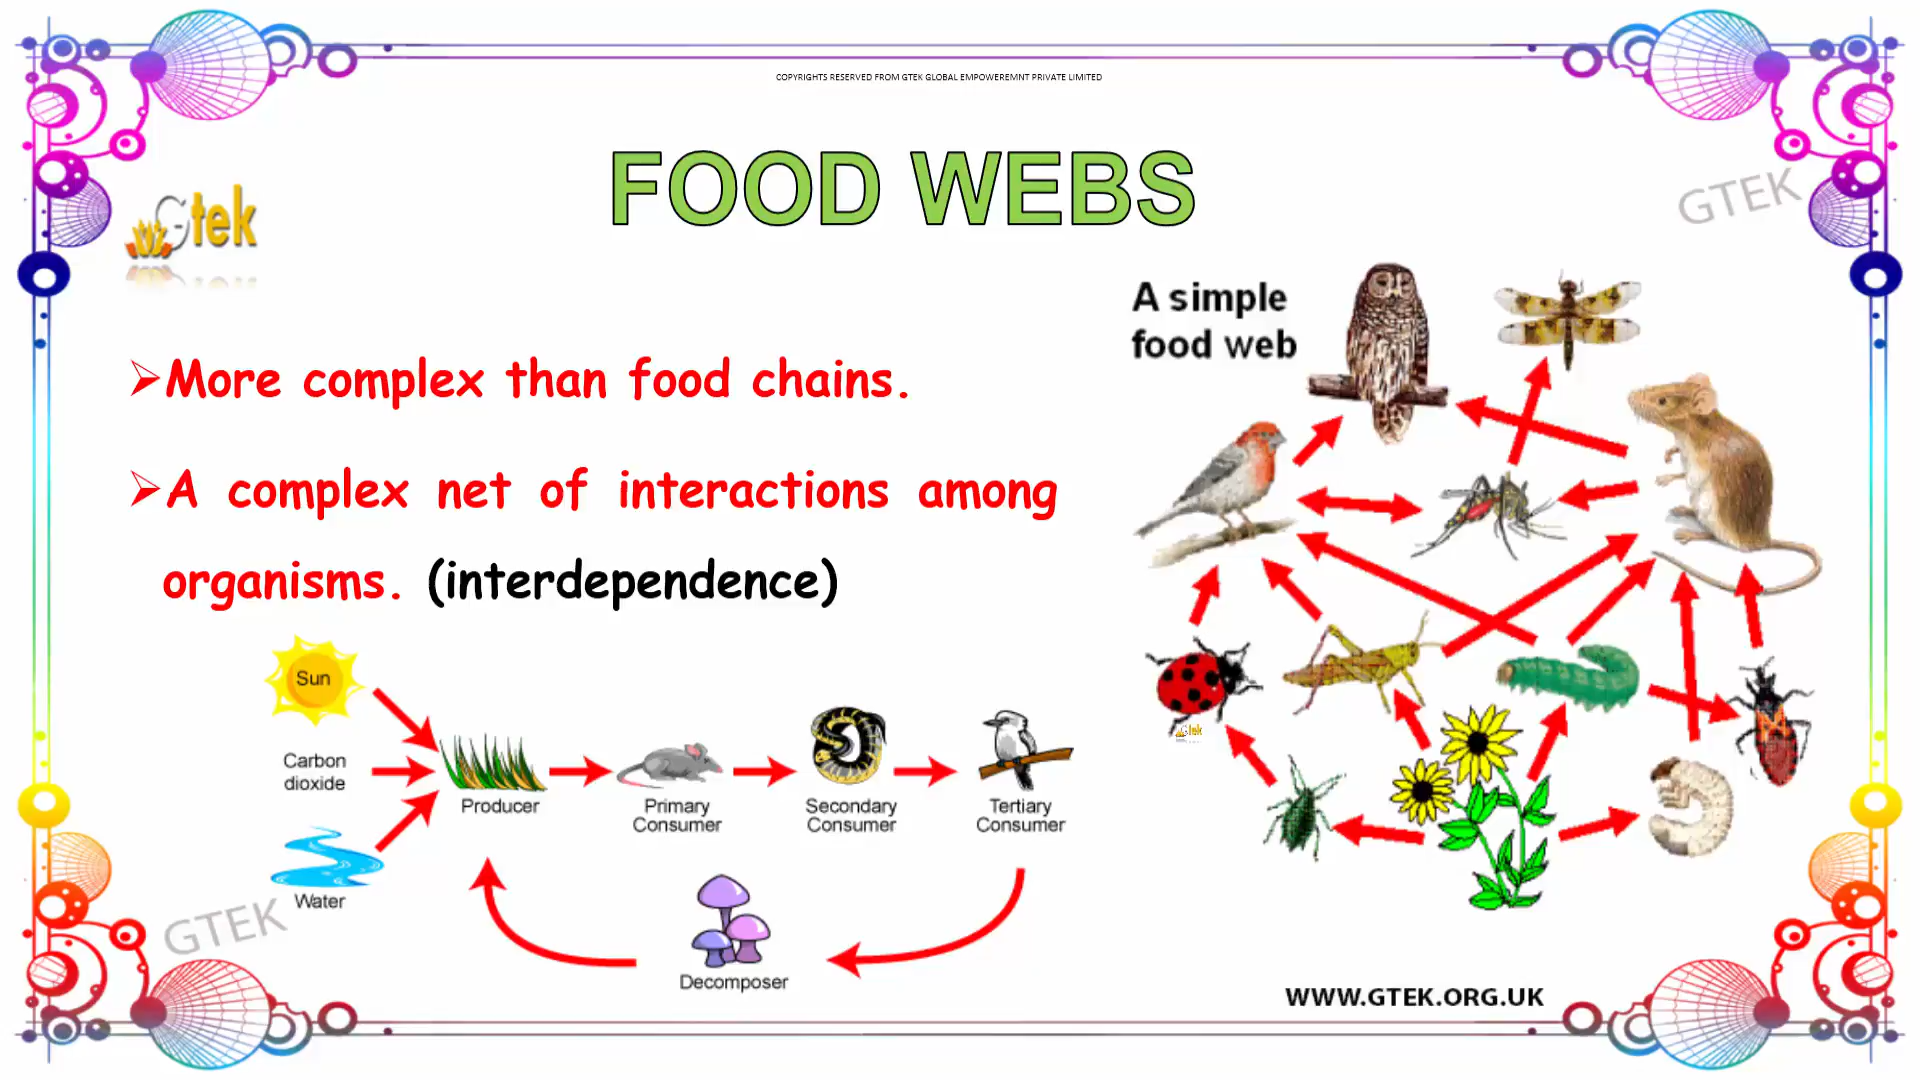 COPYRIGHTS RESERVED FROM GTEK GLOBAL EMPOWEREMNT PRIVATE LIMITED
FOOD WEBS
Gtek
GTEK
A simple
food web
➢More complex than food chains.
➢A complex net of interactions among
organisms. (interdependence)
Sun
Carbon
dioxide
Water
Producer
Primary
Consumer
Secondary
Consumer
Tertiary
Consumer
Decomposer
Gtek
GTEK
WWW.GTEK.ORG.UK